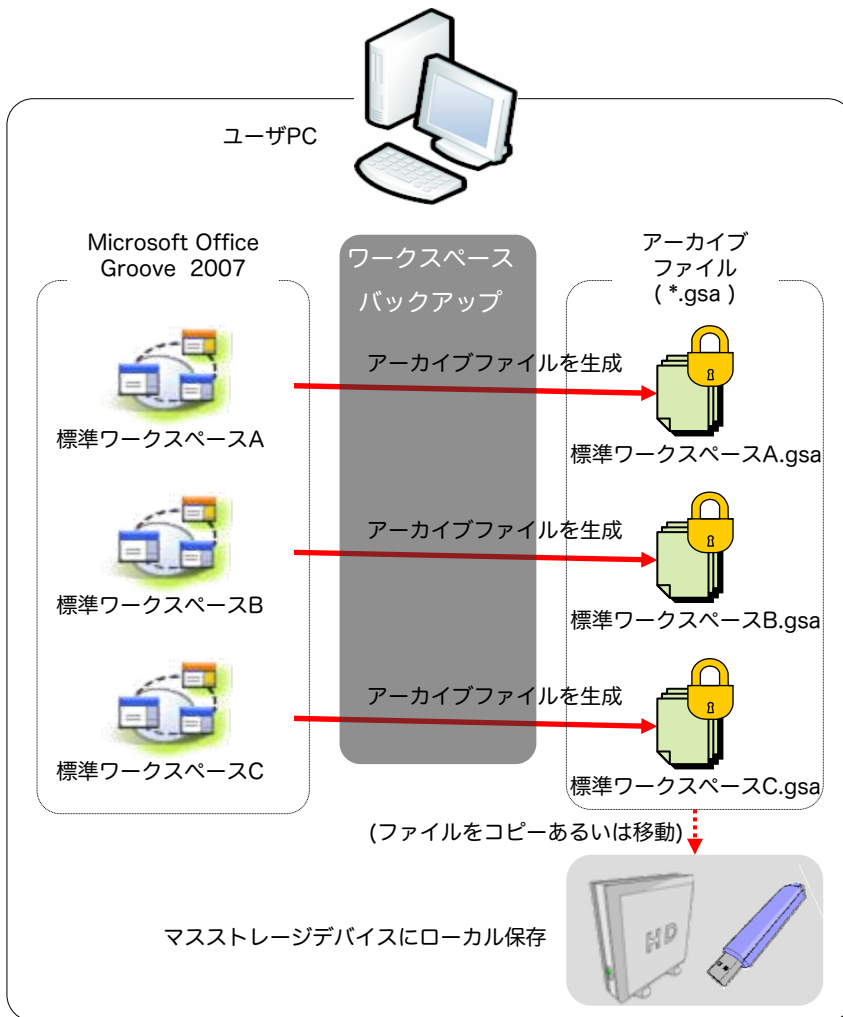 ユーザPC
Microsoft Office
Groove 2007
ワークスペース
バックアップ
アーカイブ
ファイル
( *.gsa )
アーカイブファイルを生成
標準ワークスペースA
標準ワークスペースA.gsa
アーカイブファイルを生成
標準ワークスペースB
標準ワークスペースB.gsa
アーカイブファイルを生成
標準ワークスペースC
標準ワークスペースC.gsa
(ファイルをコピーあるいは移動)
マスストレージデバイスにローカル保存
HD